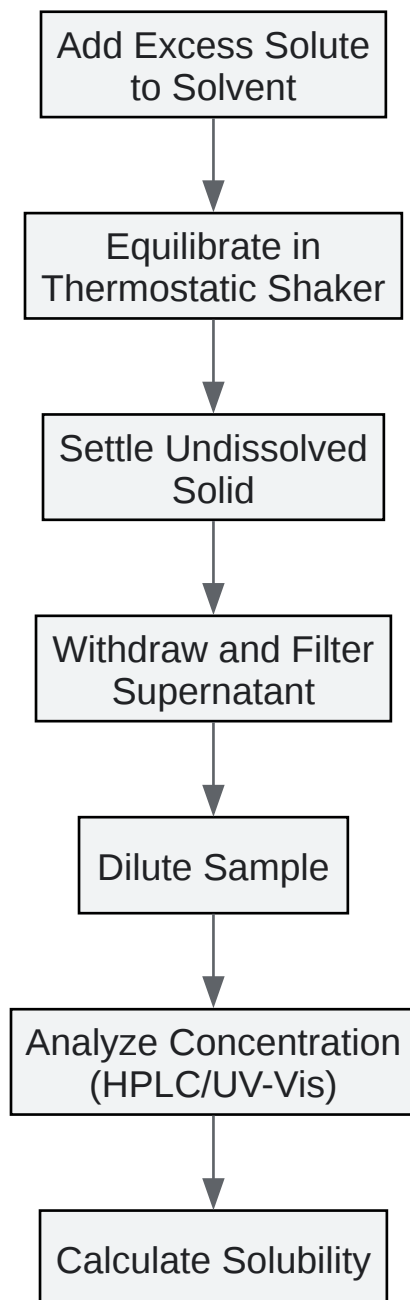 Add Excess Solute
to Solvent
Equilibrate in
Thermostatic Shaker
Settle Undissolved
Solid
Withdraw and Filter
Supernatant
Dilute Sample
Analyze Concentration
(HPLC/UV-Vis)
Calculate Solubility